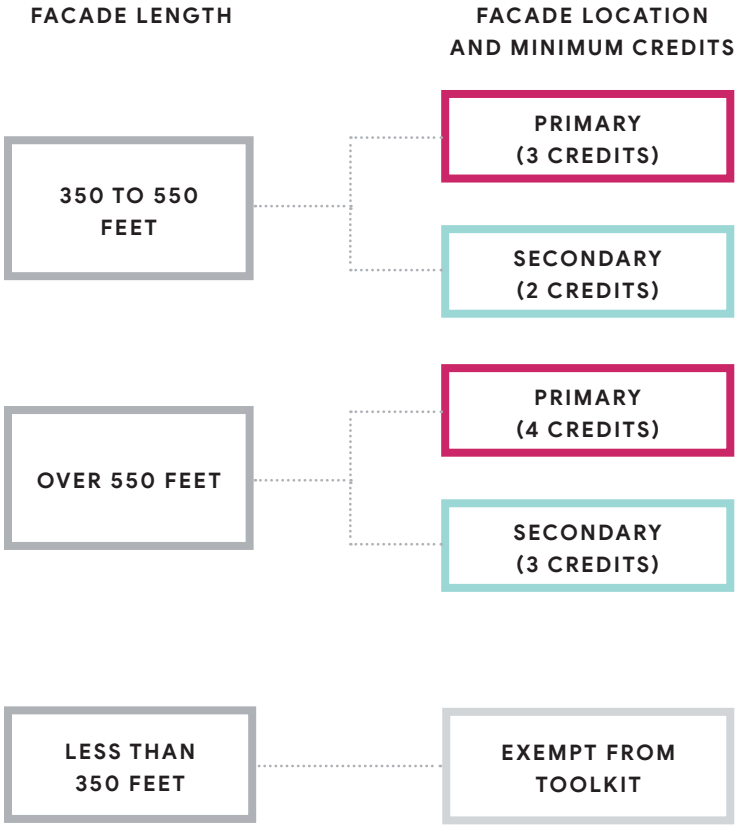 FACADE LENGTH
FACADE LOCATION
AND MINIMUM CREDITS
350 TO 550
FEET
PRIMARY
(3 CREDITS)
SECONDARY
(2 CREDITS)
OVER 550 FEET
PRIMARY
(4 CREDITS)
SECONDARY
(3 CREDITS)
LESS THAN
350 FEET
EXEMPT FROM
TOOLKIT